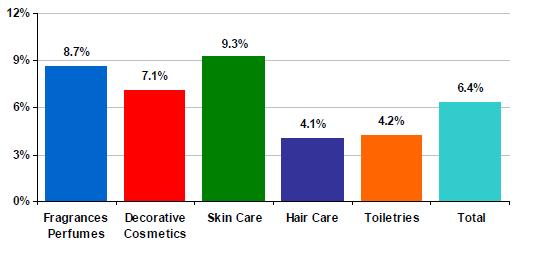 12%
9%
6%
3%
0%
8.7%
7.1%
9.3%
4.1%
4.2%
6.4%
Fragrances
Perfumes
Decorative
Cosmetics
Skin Care
Hair Care
Toiletries
Total